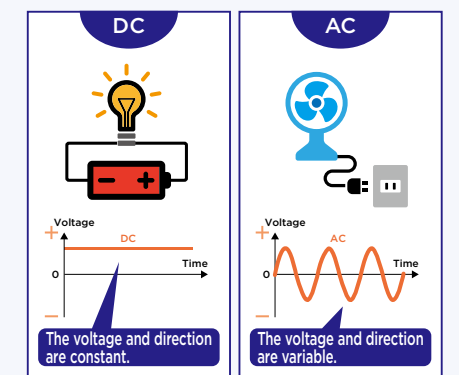 DC
Voltage
+
DC
Time
0
−
The voltage and direction
are constant.
AC
Voltage
+
AC
Time
0
−
The voltage and direction
are variable.